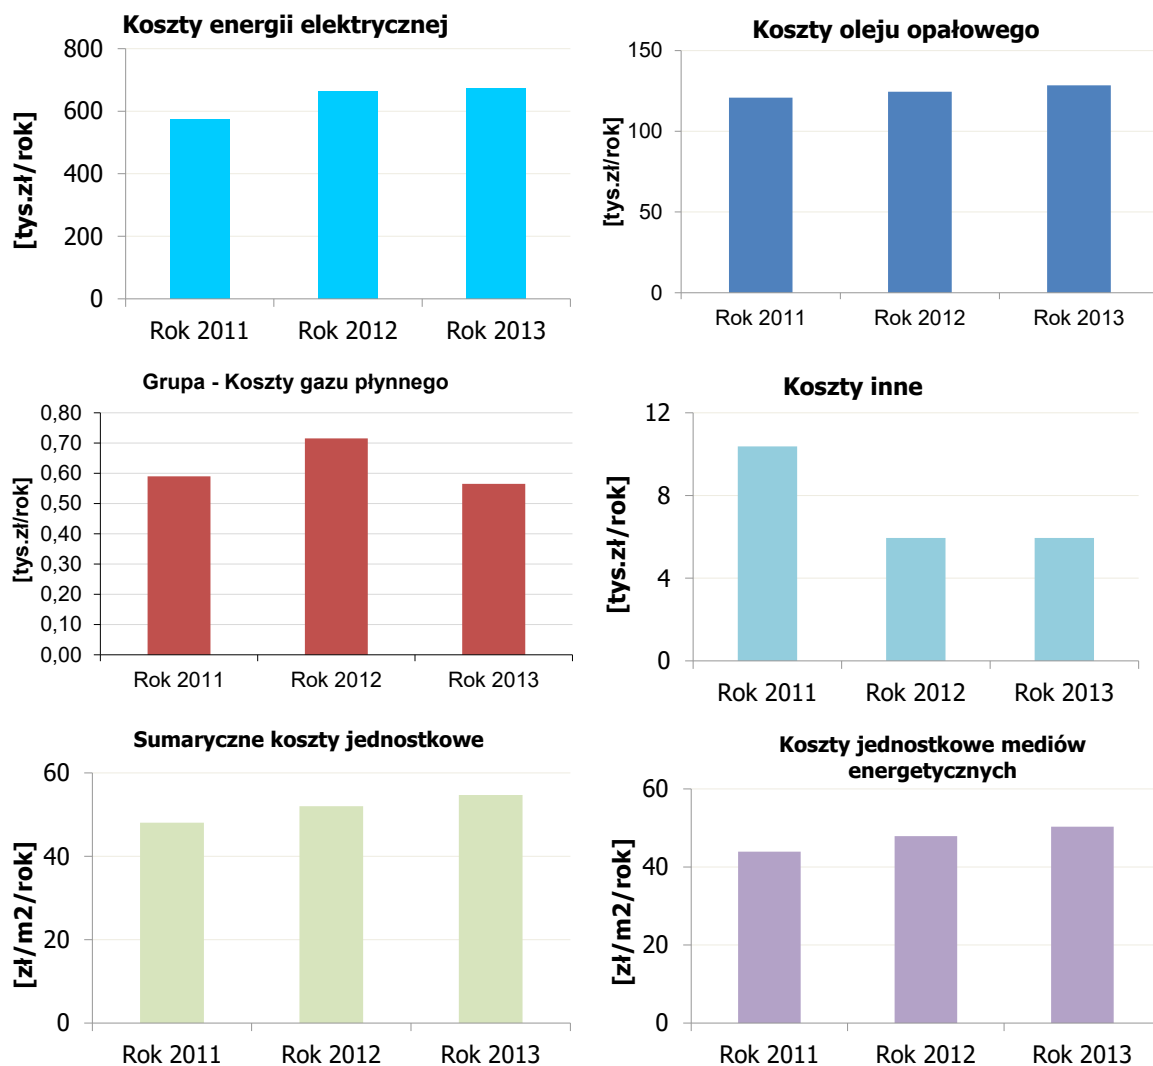 Koszty energii elektrycznej
[tys.zł/rok]
800
600
400
200
0
Rok 2011 Rok 2012 Rok 2013
Koszty oleju opałowego
[tys.zł/rok]
150
100
50
0
Rok 2011 Rok 2012 Rok 2013
Grupa - Koszty gazu płynnego
[tys.zł/rok]
0,80
0,70
0,60
0,50
0,40
0,30
0,20
0,10
0,00
Rok 2011 Rok 2012 Rok 2013
Koszty inne
[tys.zł/rok]
12
8
4
0
Rok 2011 Rok 2012 Rok 2013
Sumaryczne koszty jednostkowe
[zł/m2/rok]
60
40
20
0
Rok 2011 Rok 2012 Rok 2013
Koszty jednostkowe mediów
energetycznych
[zł/m2/rok]
60
40
20
0
Rok 2011 Rok 2012 Rok 2013